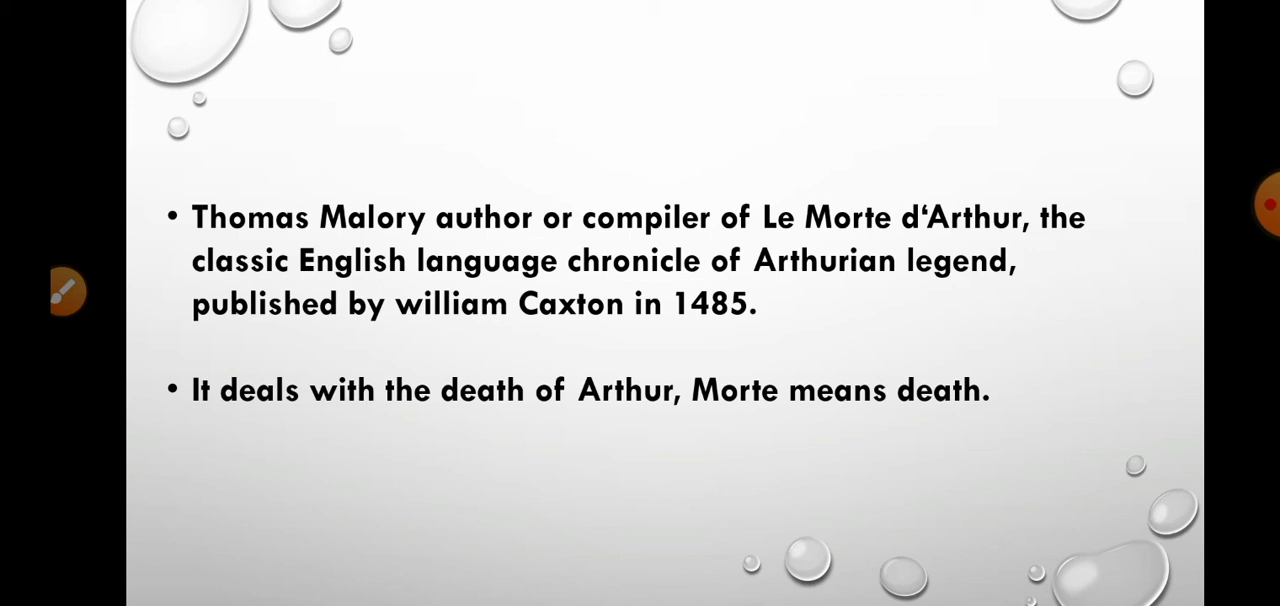 • Thomas Malory author or compiler of Le Morte d‘Arthur, the
classic English language chronicle of Arthurian legend,
published by william Caxton in 1485.
• It deals with the death of Arthur, Morte means death.